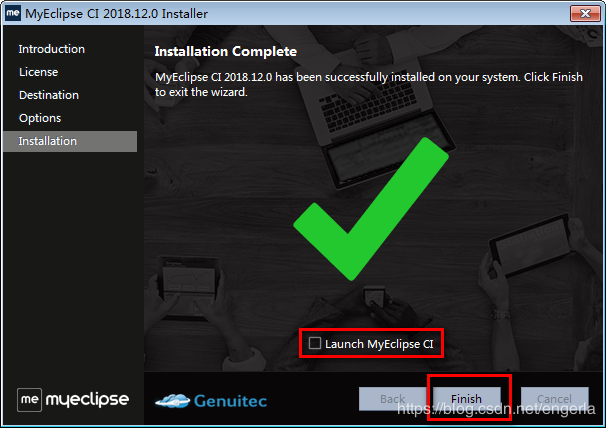 me MyEclipse CI 2018.12.0 Installer
Introduction
License
Destination
Options
Installation
Installation Complete
MyEclipse CI 2018.12.0 has been successfully installed on your system. Click Finish
to exit the wizard.
Launch MyEclipse CI
me myeclipse
Genuitec
Back
Finish
Cancel
https://blog.csdn.net/engerla